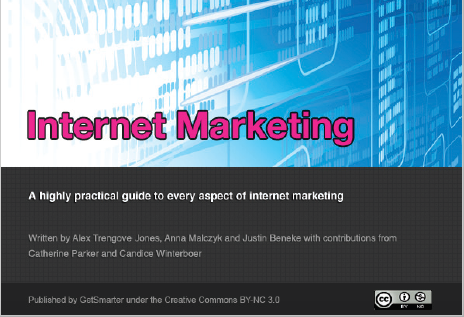 Internet Marketing
A highly practical guide to every aspect of internet marketing
Written by Alex Trengove Jones, Anna Malczyk and Justin Beneke with contributions from
Catherine Parker and Candice Winterboer
Published by GetSmarter under the Creative Commons BY-NC 3.0
cc
BY NC